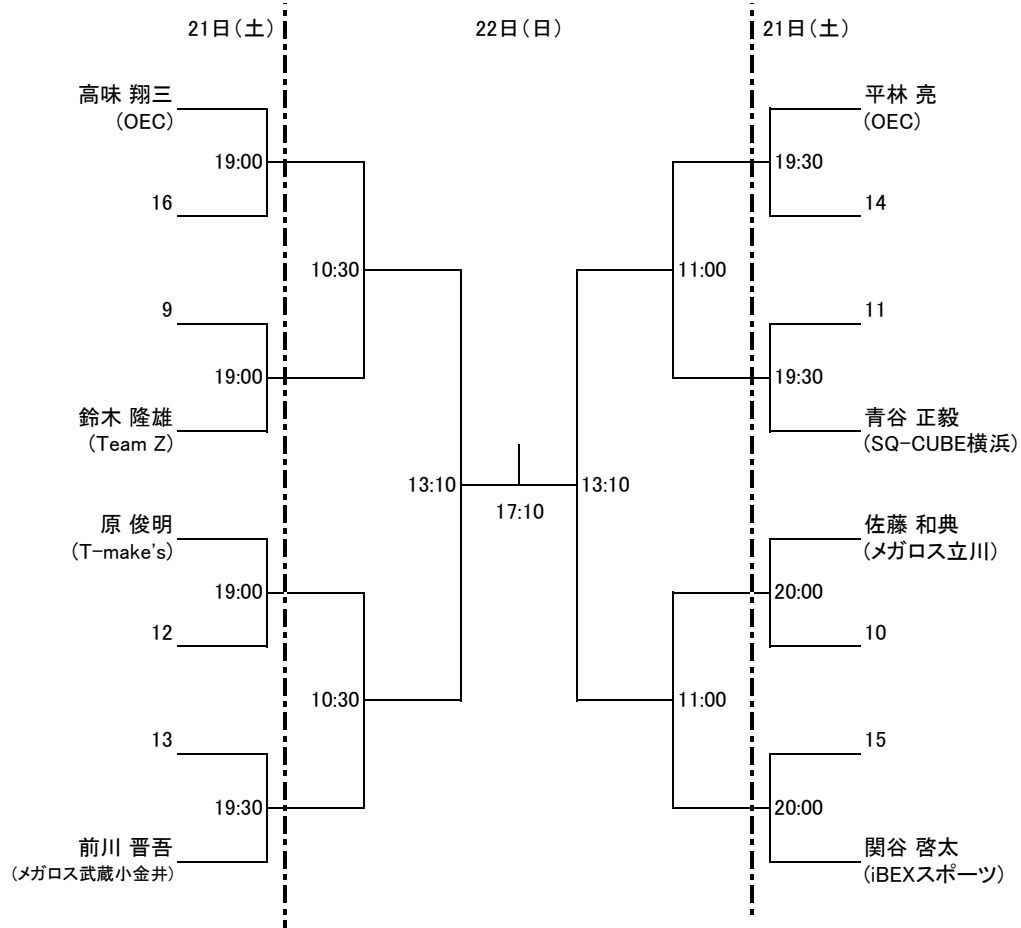 21日(土)
22日(日)
21日(土)
高味 翔三
(OEC)
19:00
16
10:30
9
19:00
鈴木 隆雄
(Team Z)
13:10
原 俊明
(T-make's)
19:00
12
10:30
13
19:30
前川 晋吾
(メガロス武蔵小金井)
17:10
平林 亮
(OEC)
19:30
14
11:00
11
19:30
青谷 正毅
(SQ-CUBE横浜)
13:10
佐藤 和典
(メガロス立川)
20:00
10
11:00
15
20:00
関谷 啓太
(iBEXスポーツ)